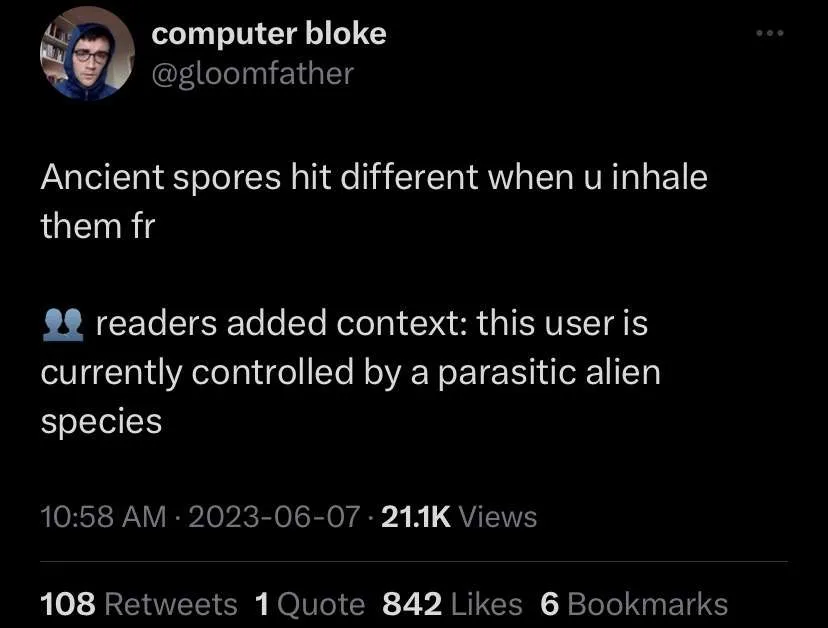 computer bloke
@gloomfather
Ancient spores hit different when u inhale
them fr
👥 readers added context: this user is
currently controlled by a parasitic alien
species
10:58 AM · 2023-06-07 · 21.1K Views
108 Retweets 1 Quote 842 Likes 6 Bookmarks